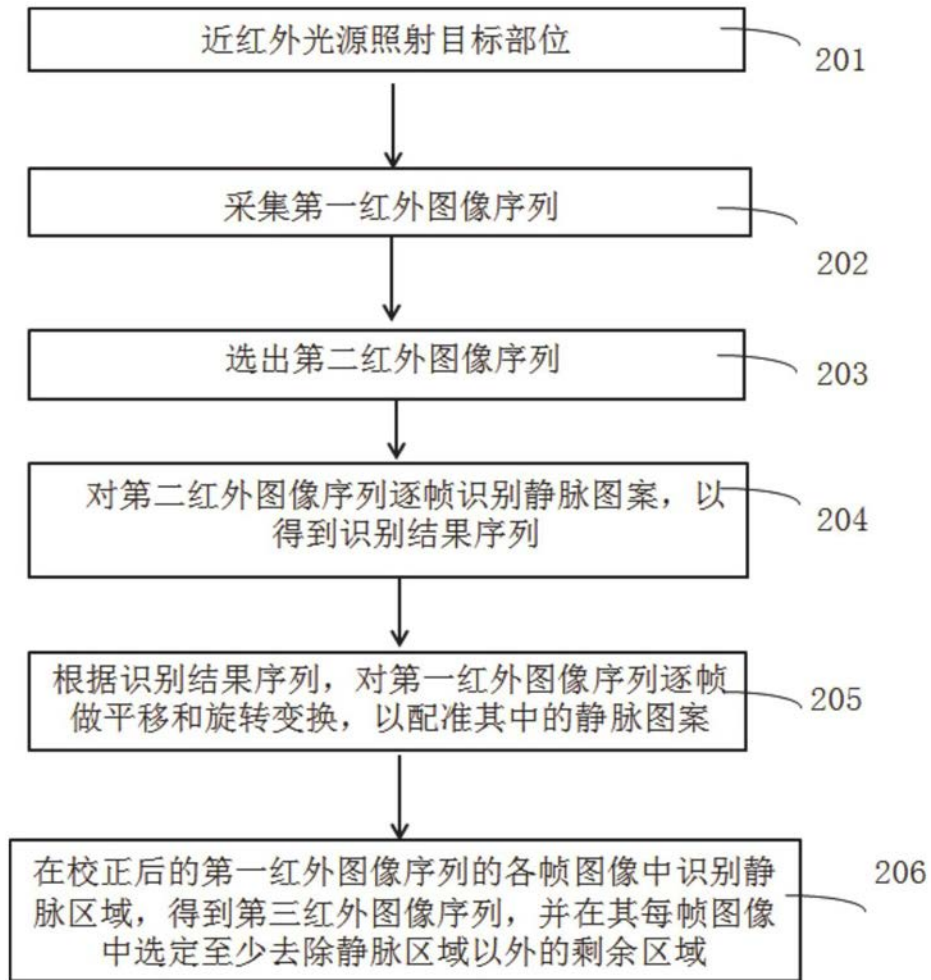 近红外光源照射目标部位
201
采集第一红外图像序列
202
选出第二红外图像序列
203
对第二红外图像序列逐帧识别静脉图案，以
得到识别结果序列
204
根据识别结果序列，对第一红外图像序列逐帧
做平移和旋转变换，以配准其中的静脉图案
205
在校正后的第一红外图像序列的各帧图像中识别静
脉区域，得到第三红外图像序列，并在其每帧图像
中选定至少去除静脉区域以外的剩余区域
206